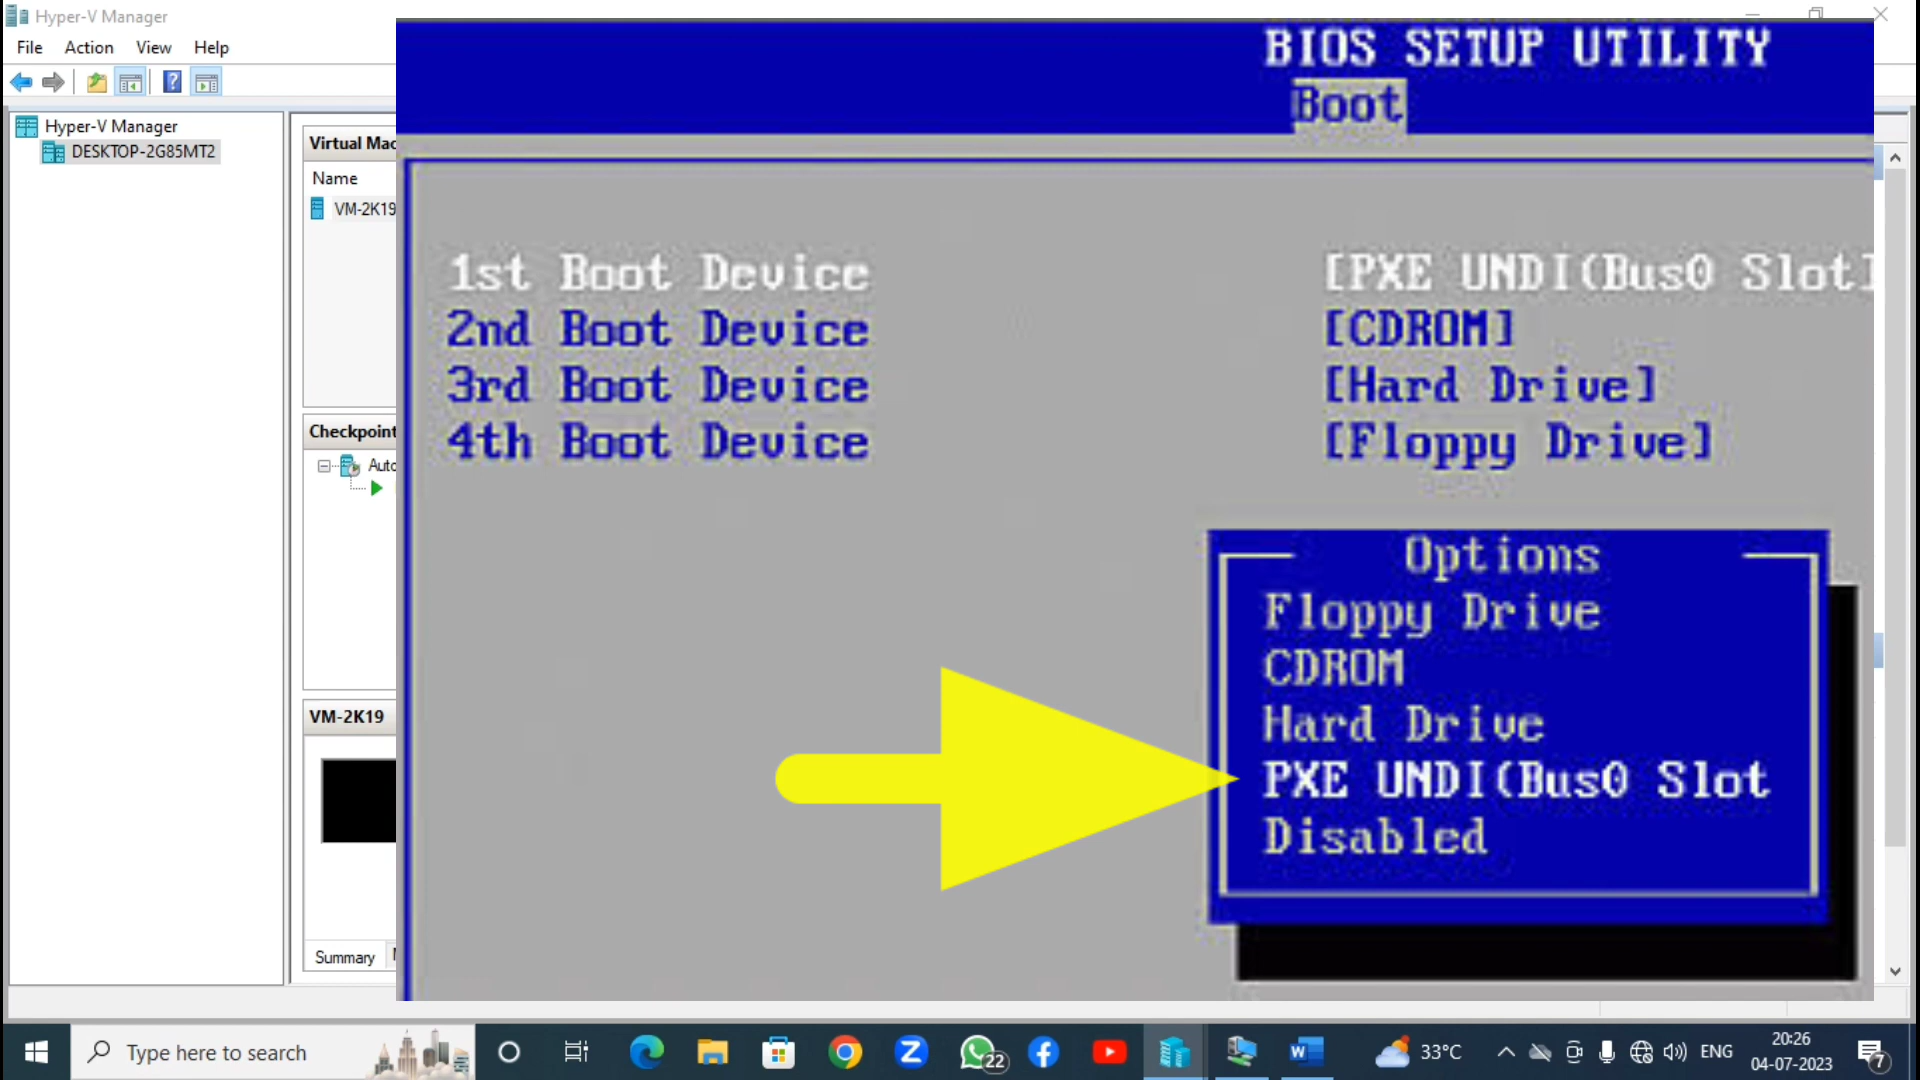 Hyper-V Manager
File Action View Help
Hyper-V Manager
DESKTOP-2G85MT2
Virtual Mac
Name
VM-2K19
Checkpoint
Auto
VM-2K19
Summary
BIOS SETUP UTILITY
Boot
1st Boot Device [PXE UNDI(Bus0 Slot]
2nd Boot Device [CDROM]
3rd Boot Device [Hard Drive]
4th Boot Device [Floppy Drive]
Options
Floppy Drive
CDROM
Hard Drive
PXE UNDI(Bus0 Slot
Disabled
Type here to search
22
33°C
ENG
20:26
04-07-2023
7